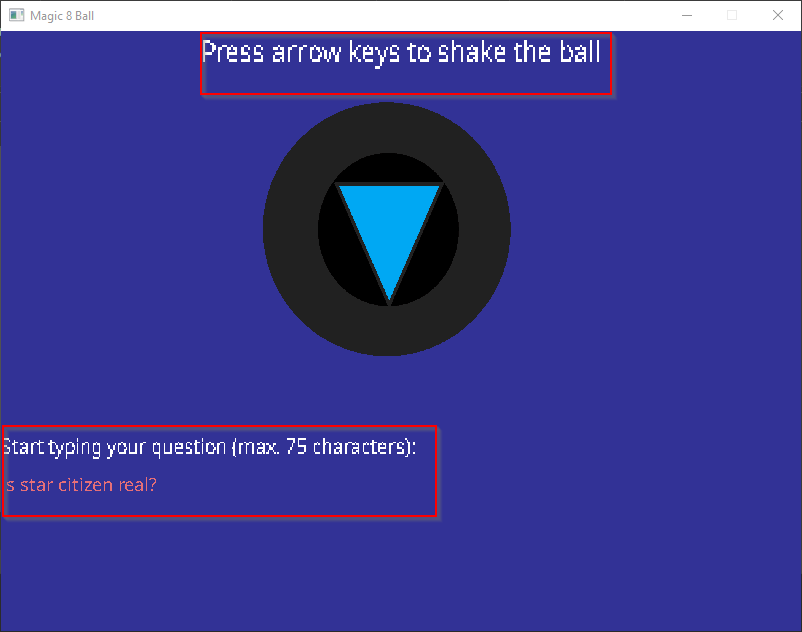 Magic 8 Ball
Press arrow keys to shake the ball
Start typing your question (max. 75 characters):
Is star citizen real?